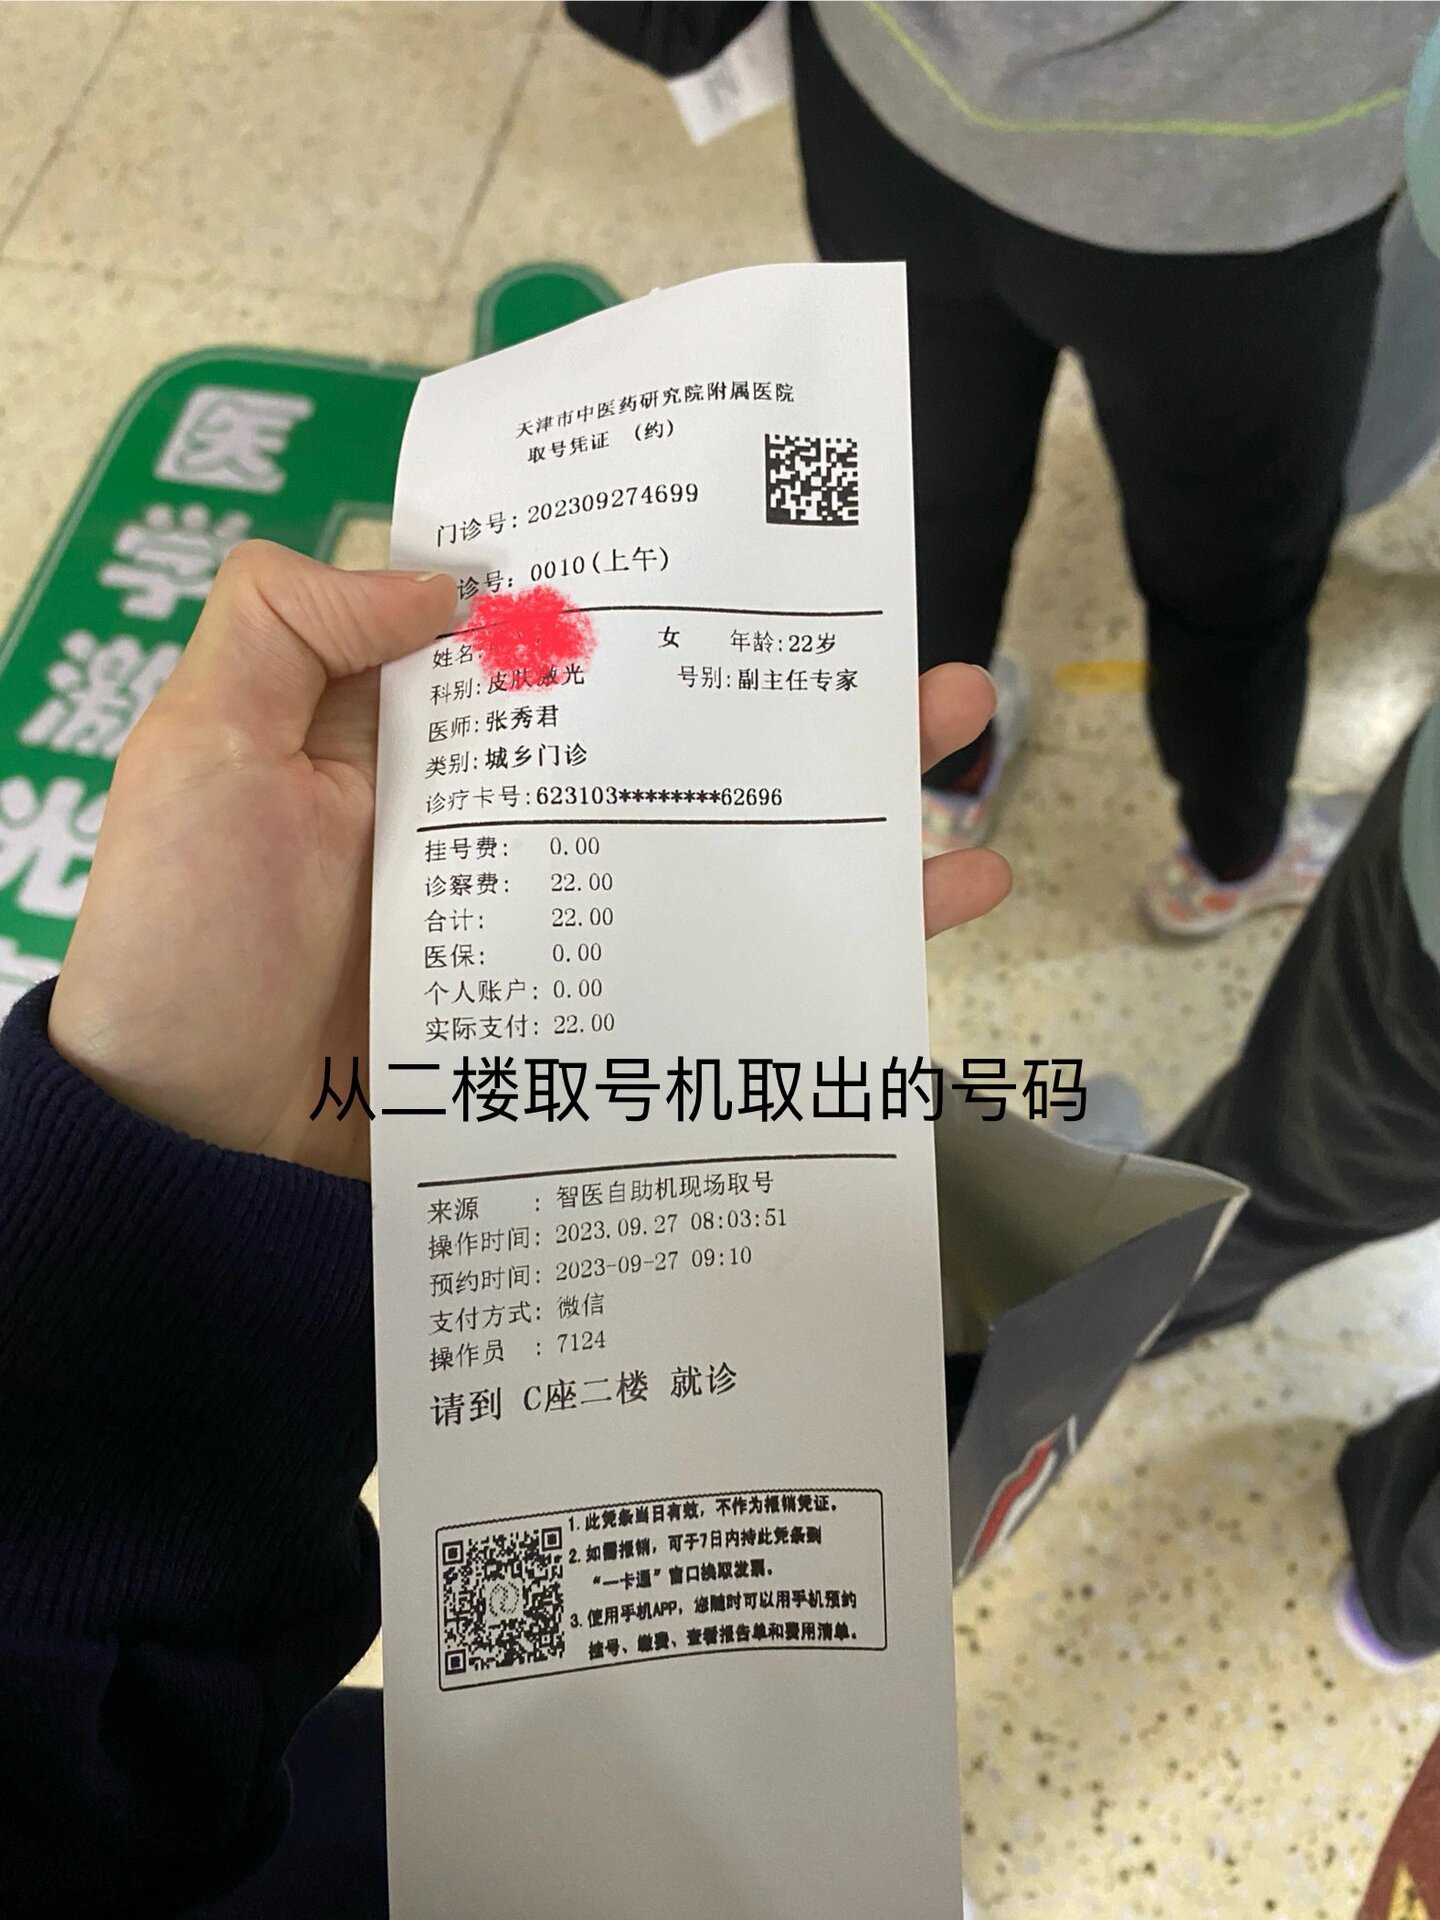 医
学
激
光
天津市中医药研究院附属医院
取号凭证 (约)
门诊号: 202309274699
诊号: 0010(上午)
姓名: 女 年龄:22岁
科别:皮肤激光 号别:副主任专家
医师:张秀君
类别:城乡门诊
诊疗卡号:623103********62696
挂号费: 0.00
诊察费: 22.00
合计: 22.00
医保: 0.00
个人账户: 0.00
实际支付: 22.00
从二楼取号机取出的号码
来源 : 智医自助机现场取号
操作时间: 2023.09.27 08:03:51
预约时间: 2023-09-27 09:10
支付方式: 微信
操作员 : 7124
请到 C座二楼 就诊
1. 此凭条当日有效，不作为报销凭证。
2. 如需报销，可于7日内持此凭条到
“一卡通”窗口换取发票。
3. 使用手机APP，您随时可以用手机预约
挂号、缴费、查看报告单和费用清单。